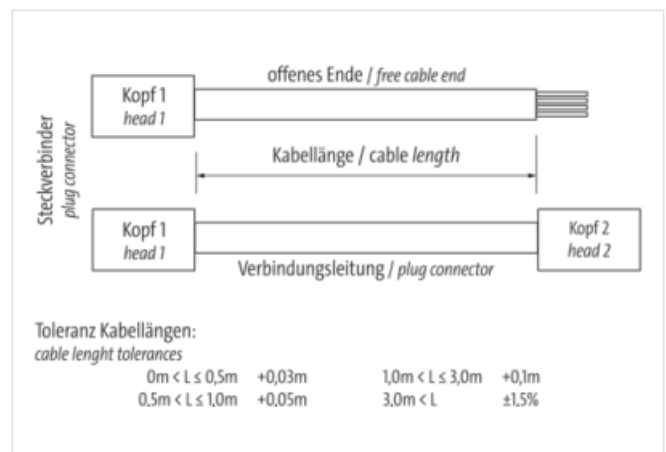 offenes Ende / free cable end
Kopf 1
head 1
Steckverbinder
plug connector
Kabellänge / cable length
Kopf 1
head 1
Kopf 2
head 2
Verbindungsleitung / plug connector
Toleranz Kabellängen:
cable lenght tolerances
0m < L ≤ 0,5m +0,03m 1,0m < L ≤ 3,0m +0,1m
0,5m < L ≤ 1,0m +0,05m 3,0m < L ±1,5%